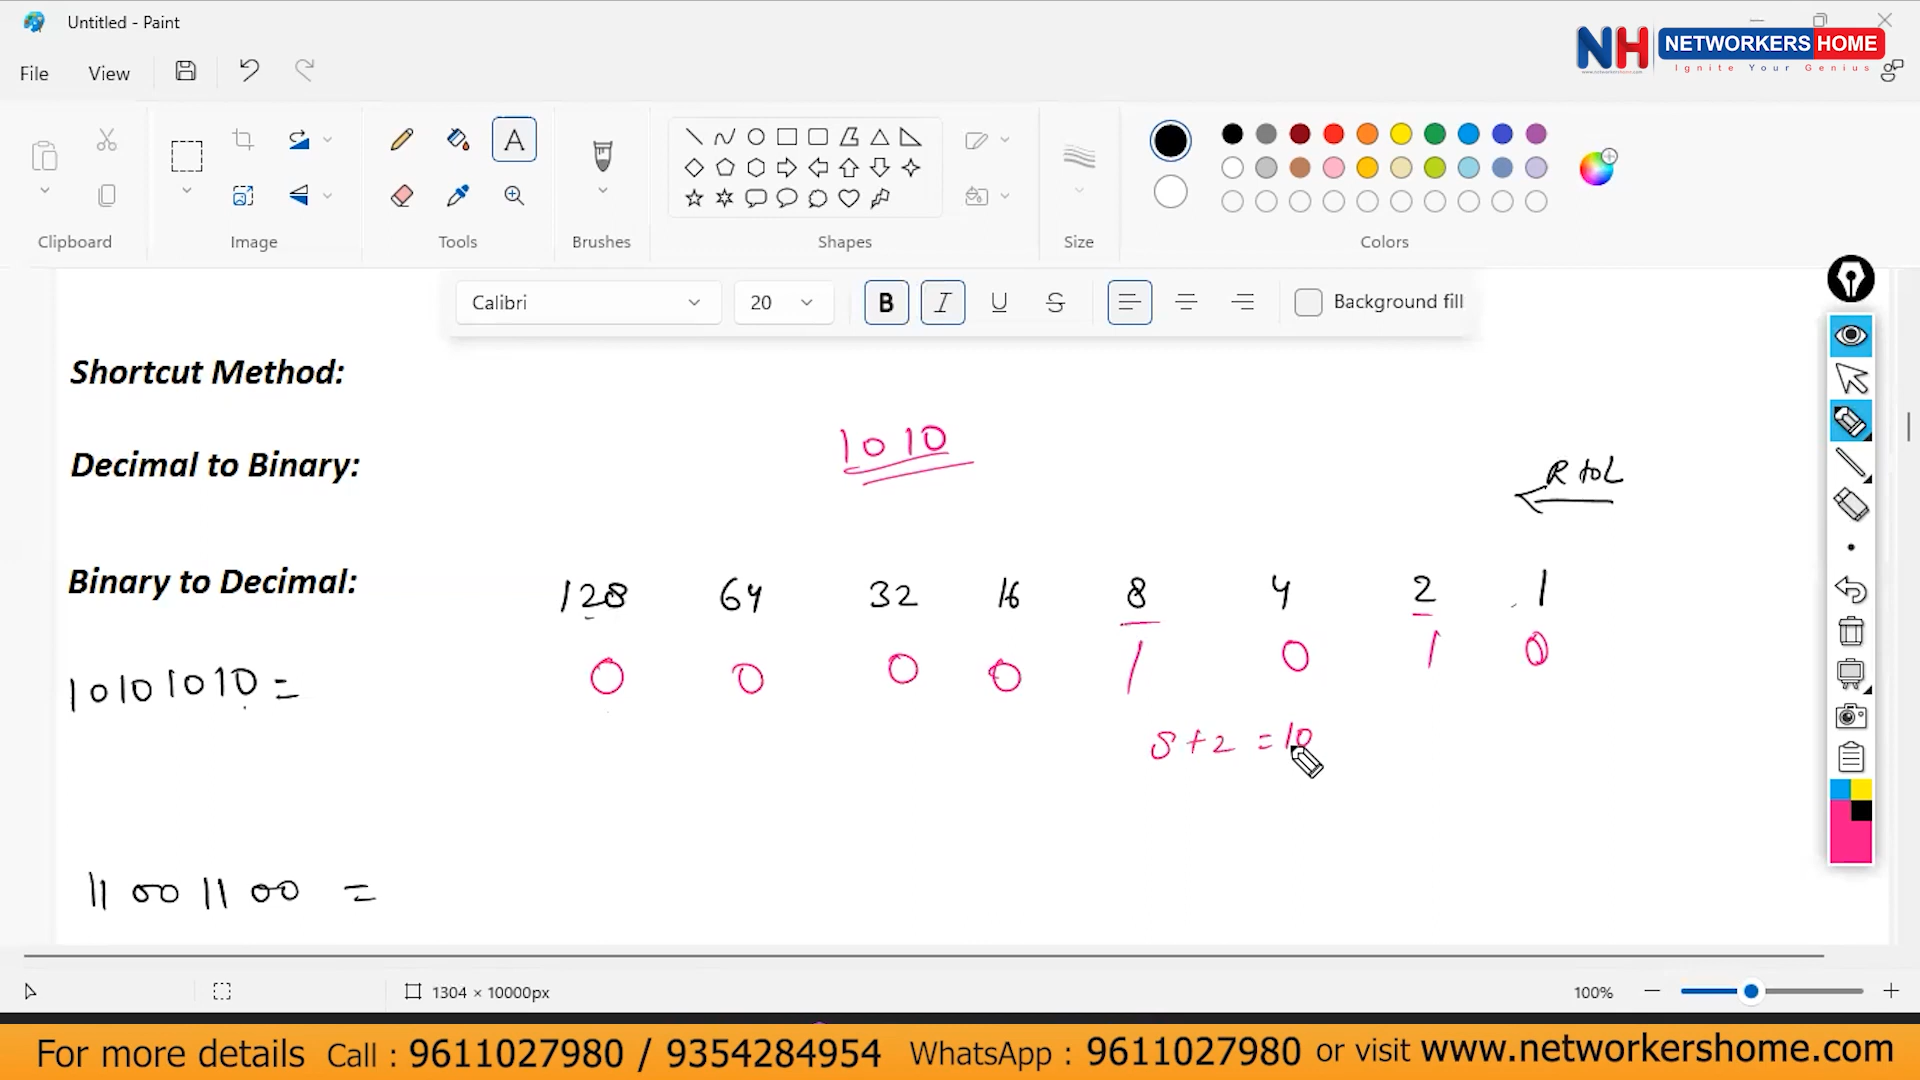 Untitled - Paint
NH NETWORKERS HOME
Ignite Your Genius
File View
Clipboard Image Tools Brushes Shapes Size Colors
Calibri 20 B I U S Background fill
Shortcut Method:
1010
Decimal to Binary:
R to L
Binary to Decimal:
128 64 32 16 8 4 2 1
10101010 =
0 0 0 0 1 0 1 0
8+2 =10
11001100 =
1304 × 10000px
100%
For more details Call : 9611027980 / 9354284954 WhatsApp : 9611027980 or visit www.networkershome.com